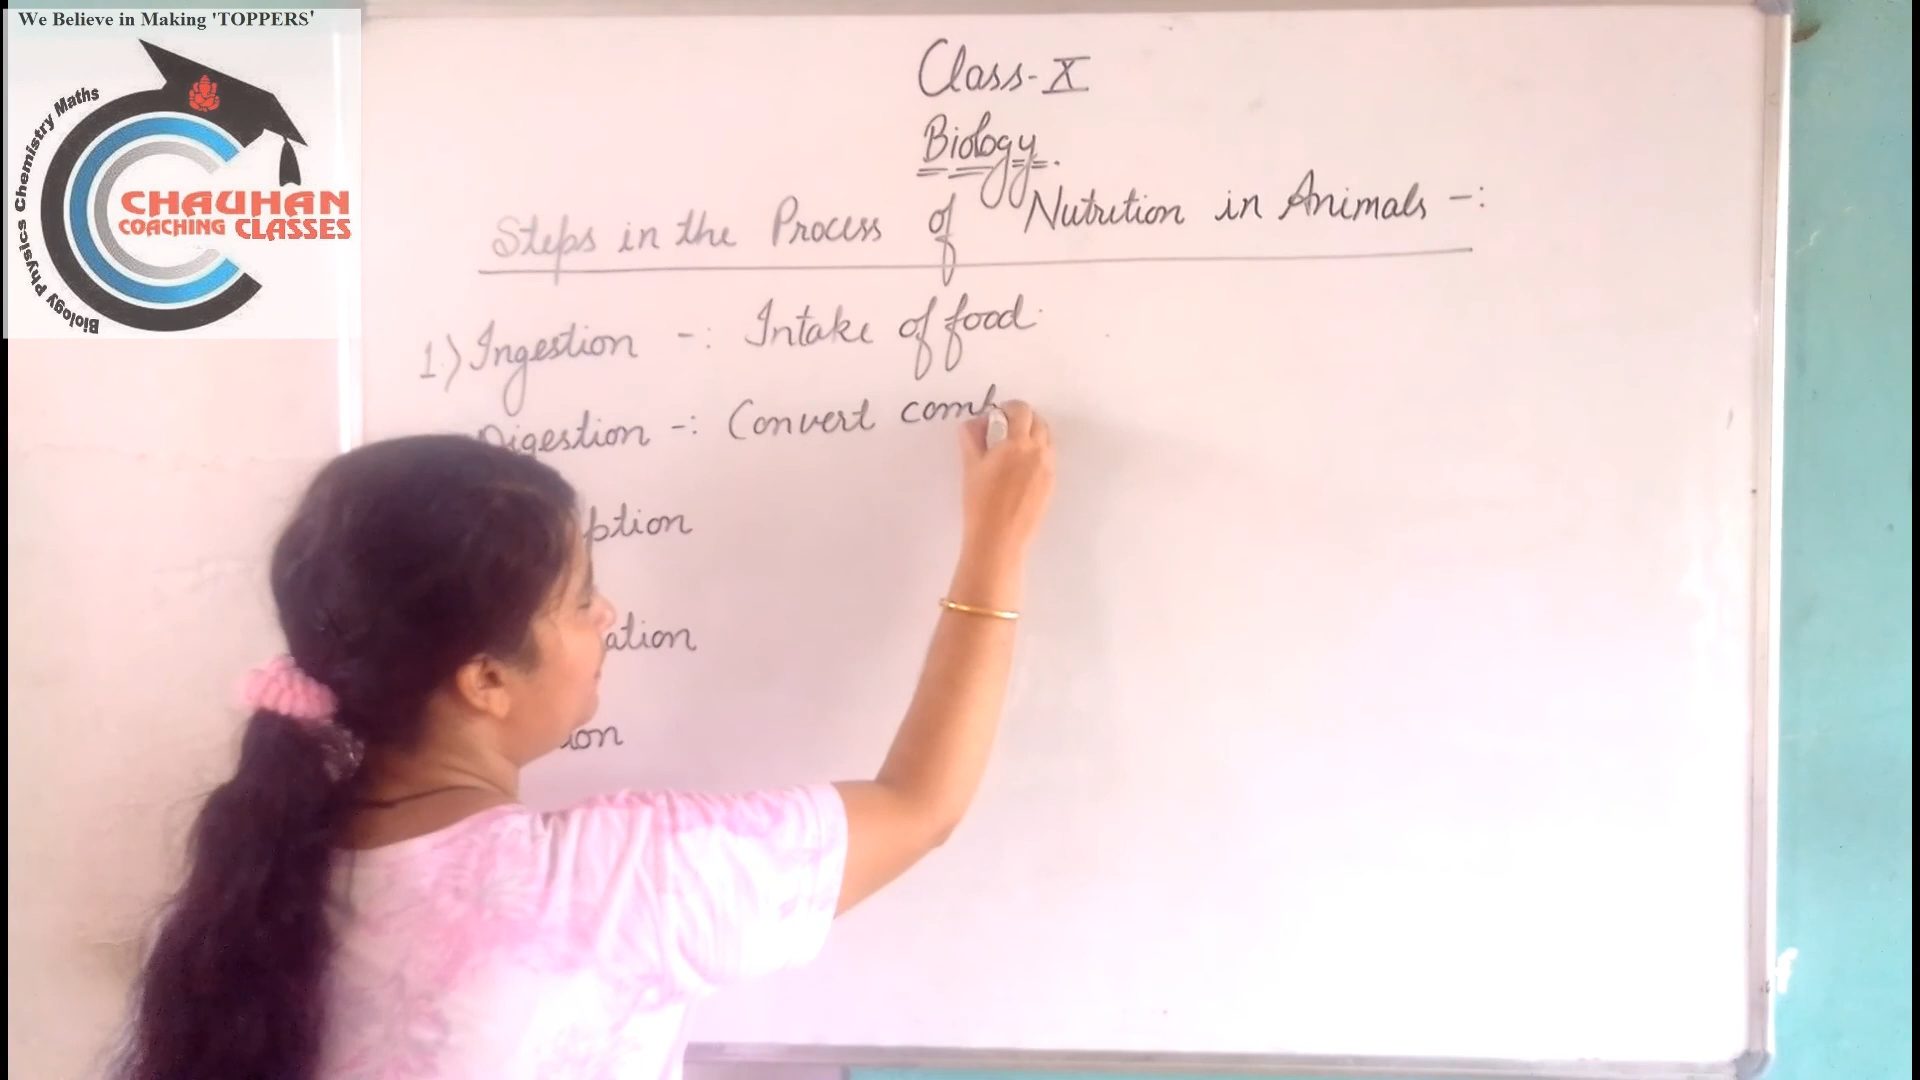 We Believe in Making 'TOPPERS'
Biology Physics Chemistry Maths
CHAUHAN
COACHING CLASSES
Class-X
Biology.
Steps in the Process of Nutrition in Animals -:
1.) Ingestion -: Intake of food.
Digestion -: Convert comp
ption
ation
ion